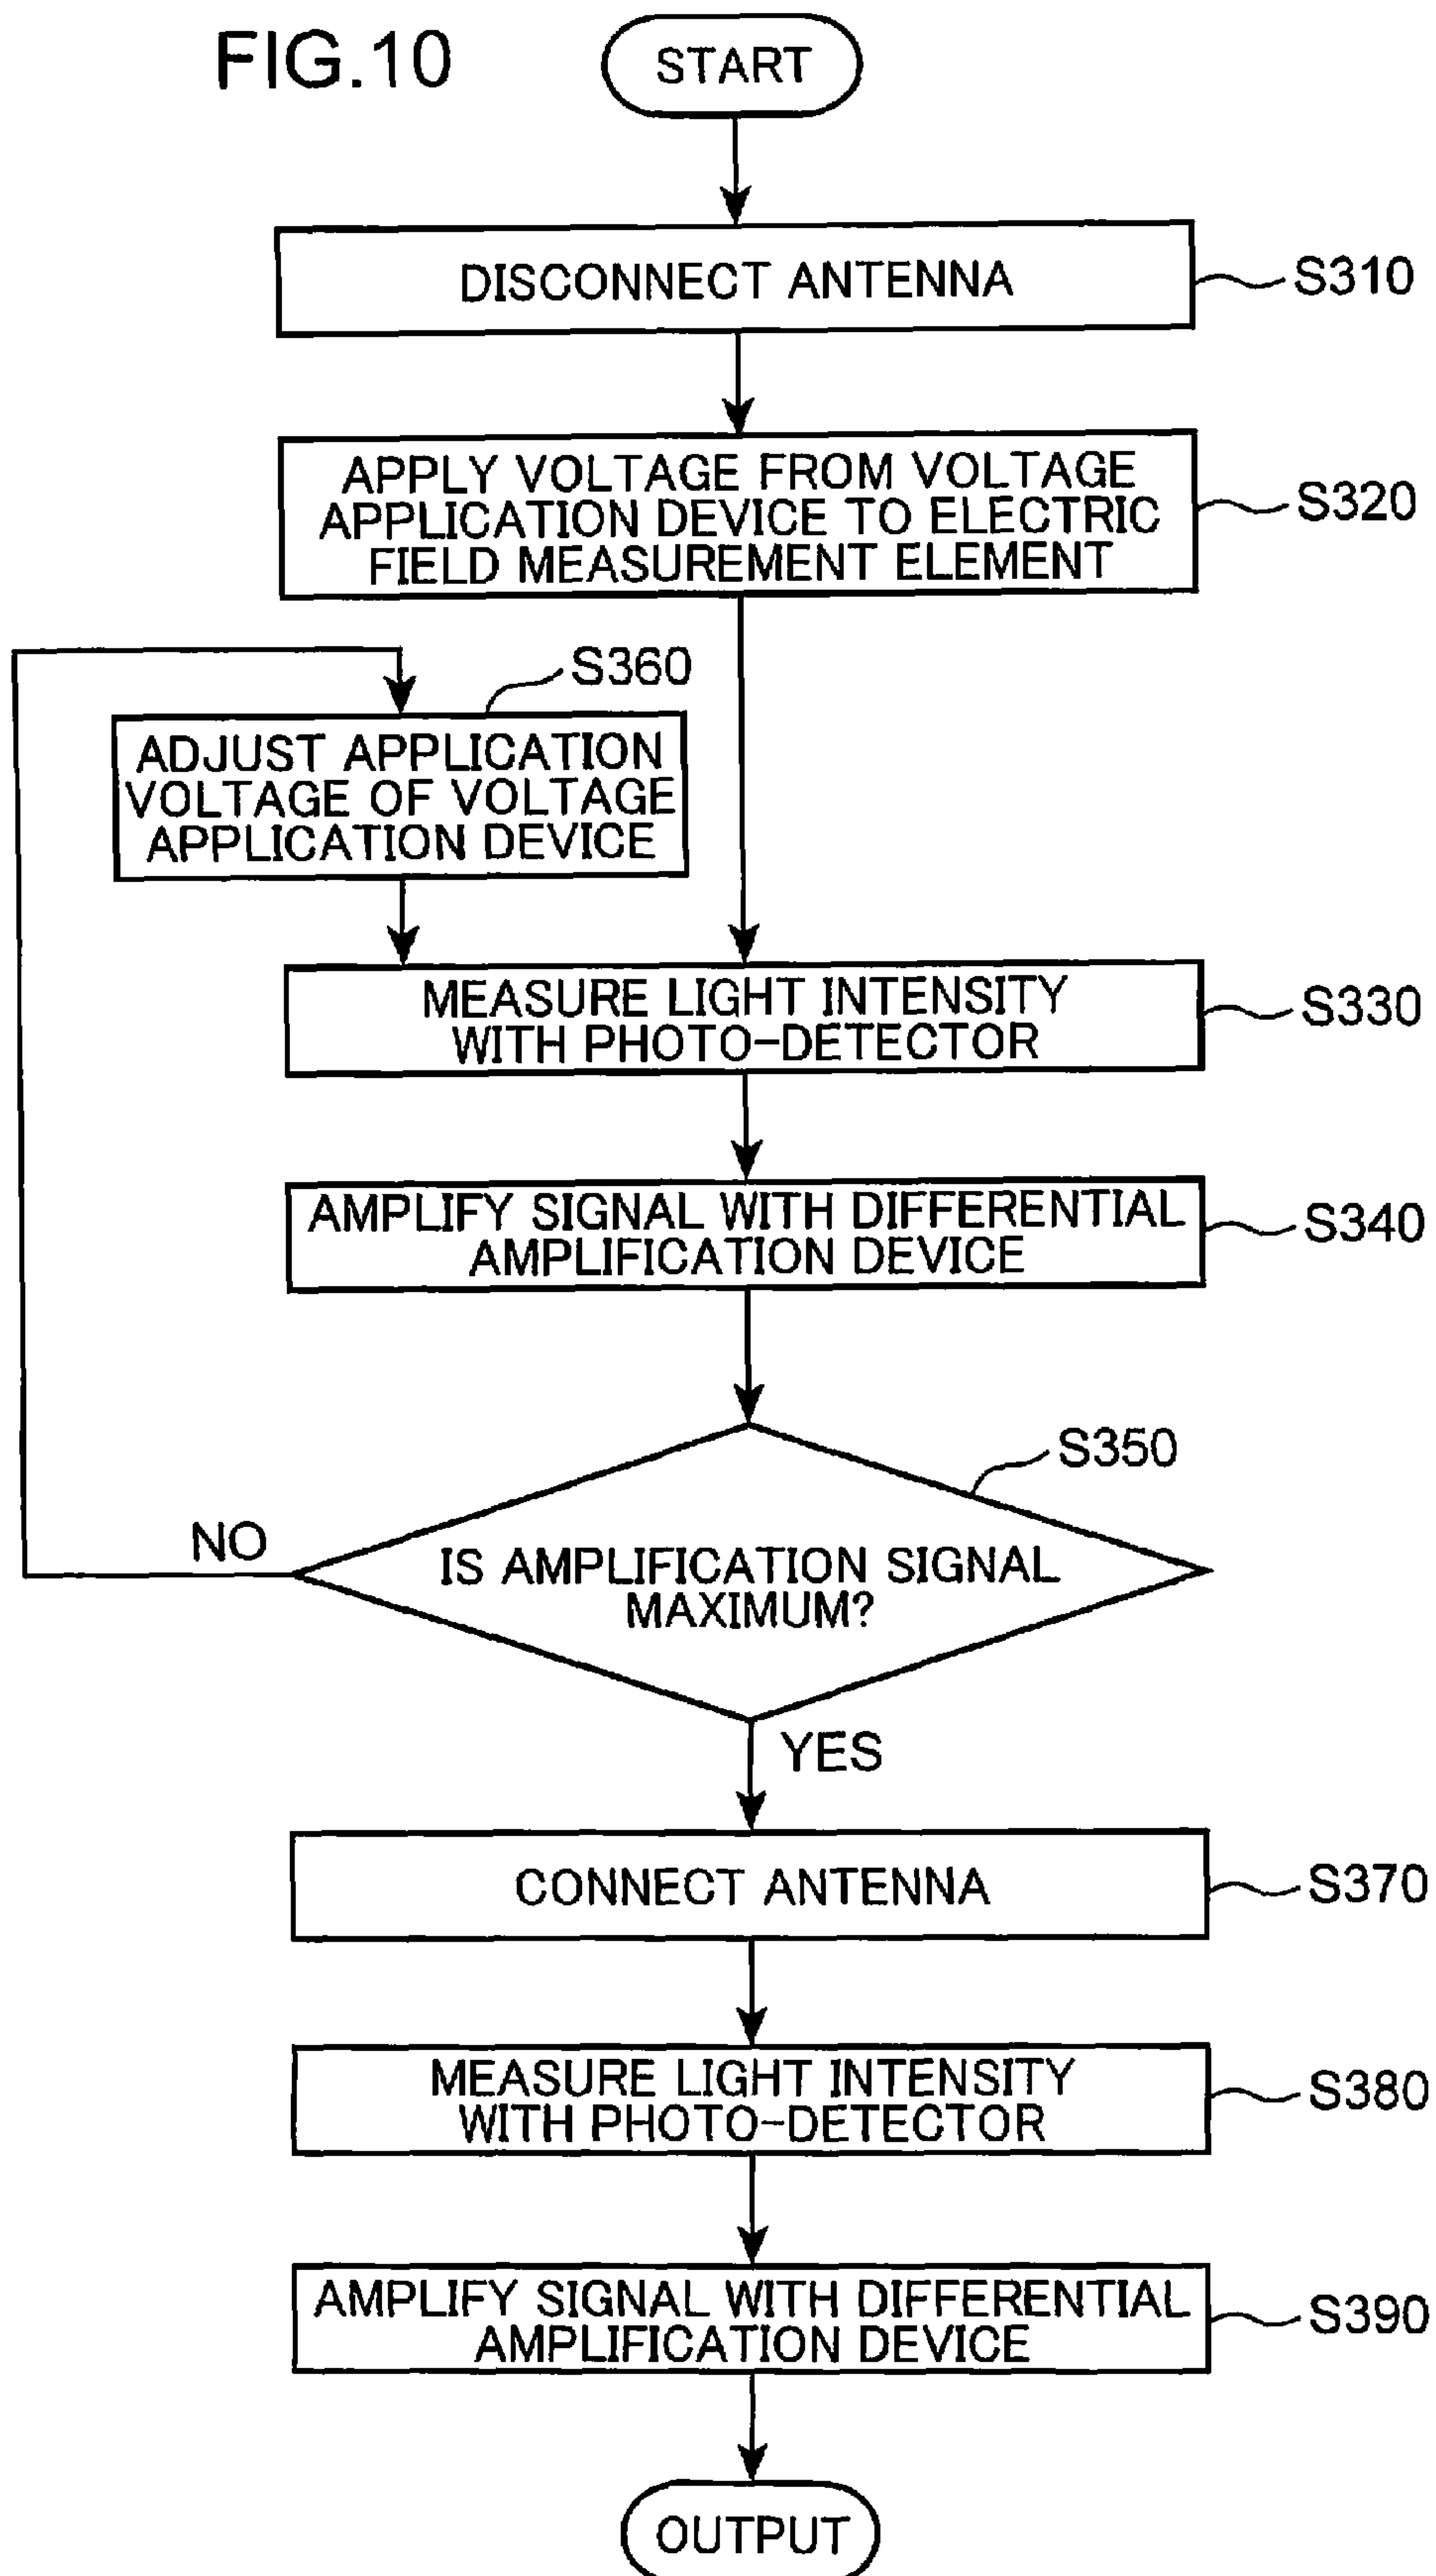 FIG.10
START
DISCONNECT ANTENNA
S310
APPLY VOLTAGE FROM VOLTAGE
APPLICATION DEVICE TO ELECTRIC
FIELD MEASUREMENT ELEMENT
S320
S360
ADJUST APPLICATION
VOLTAGE OF VOLTAGE
APPLICATION DEVICE
MEASURE LIGHT INTENSITY
WITH PHOTO-DETECTOR
S330
AMPLIFY SIGNAL WITH DIFFERENTIAL
AMPLIFICATION DEVICE
S340
S350
NO
IS AMPLIFICATION SIGNAL
MAXIMUM?
YES
CONNECT ANTENNA
S370
MEASURE LIGHT INTENSITY
WITH PHOTO-DETECTOR
S380
AMPLIFY SIGNAL WITH DIFFERENTIAL
AMPLIFICATION DEVICE
S390
OUTPUT